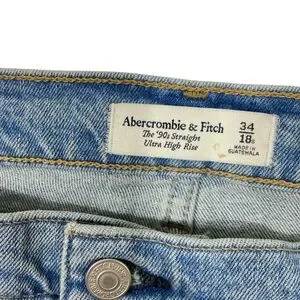 Abercrombie & Fitch
The '90s Straight
Ultra High Rise
34
18s
MADE IN
GUATEMALA